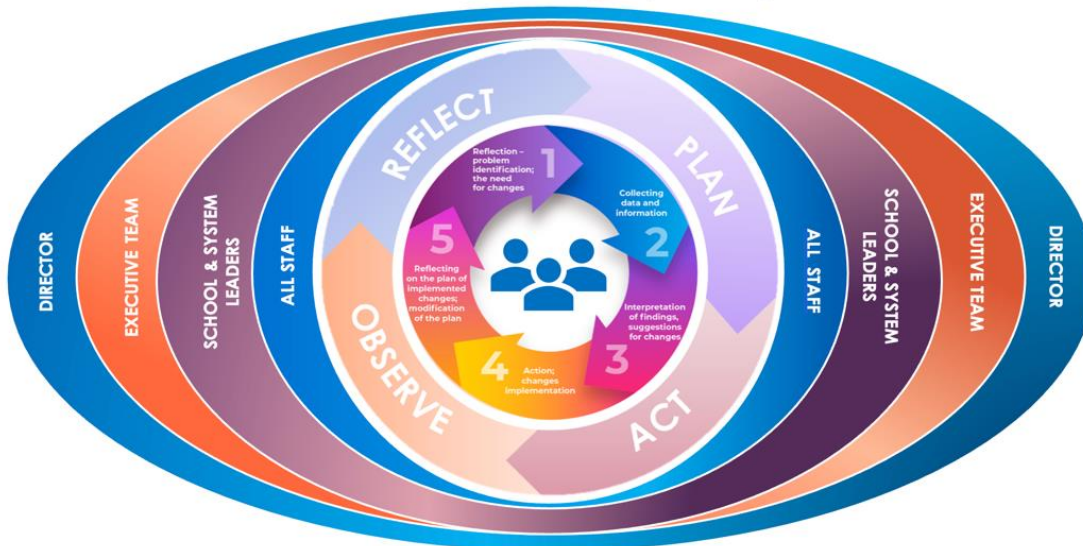 DIRECTOR
EXECUTIVE TEAM
SCHOOL & SYSTEM
LEADERS
ALL STAFF
REFLECT
PLAN
ACT
OBSERVE
1
Reflection –
problem
identification;
the need
for changes
2
Collecting
data and
information
3
Interpretation
of findings,
suggestions
for changes
4
Action;
changes
implementation
5
Reflecting
on the plan of
implemented
changes;
modification
of the plan
ALL STAFF
SCHOOL & SYSTEM
LEADERS
EXECUTIVE TEAM
DIRECTOR